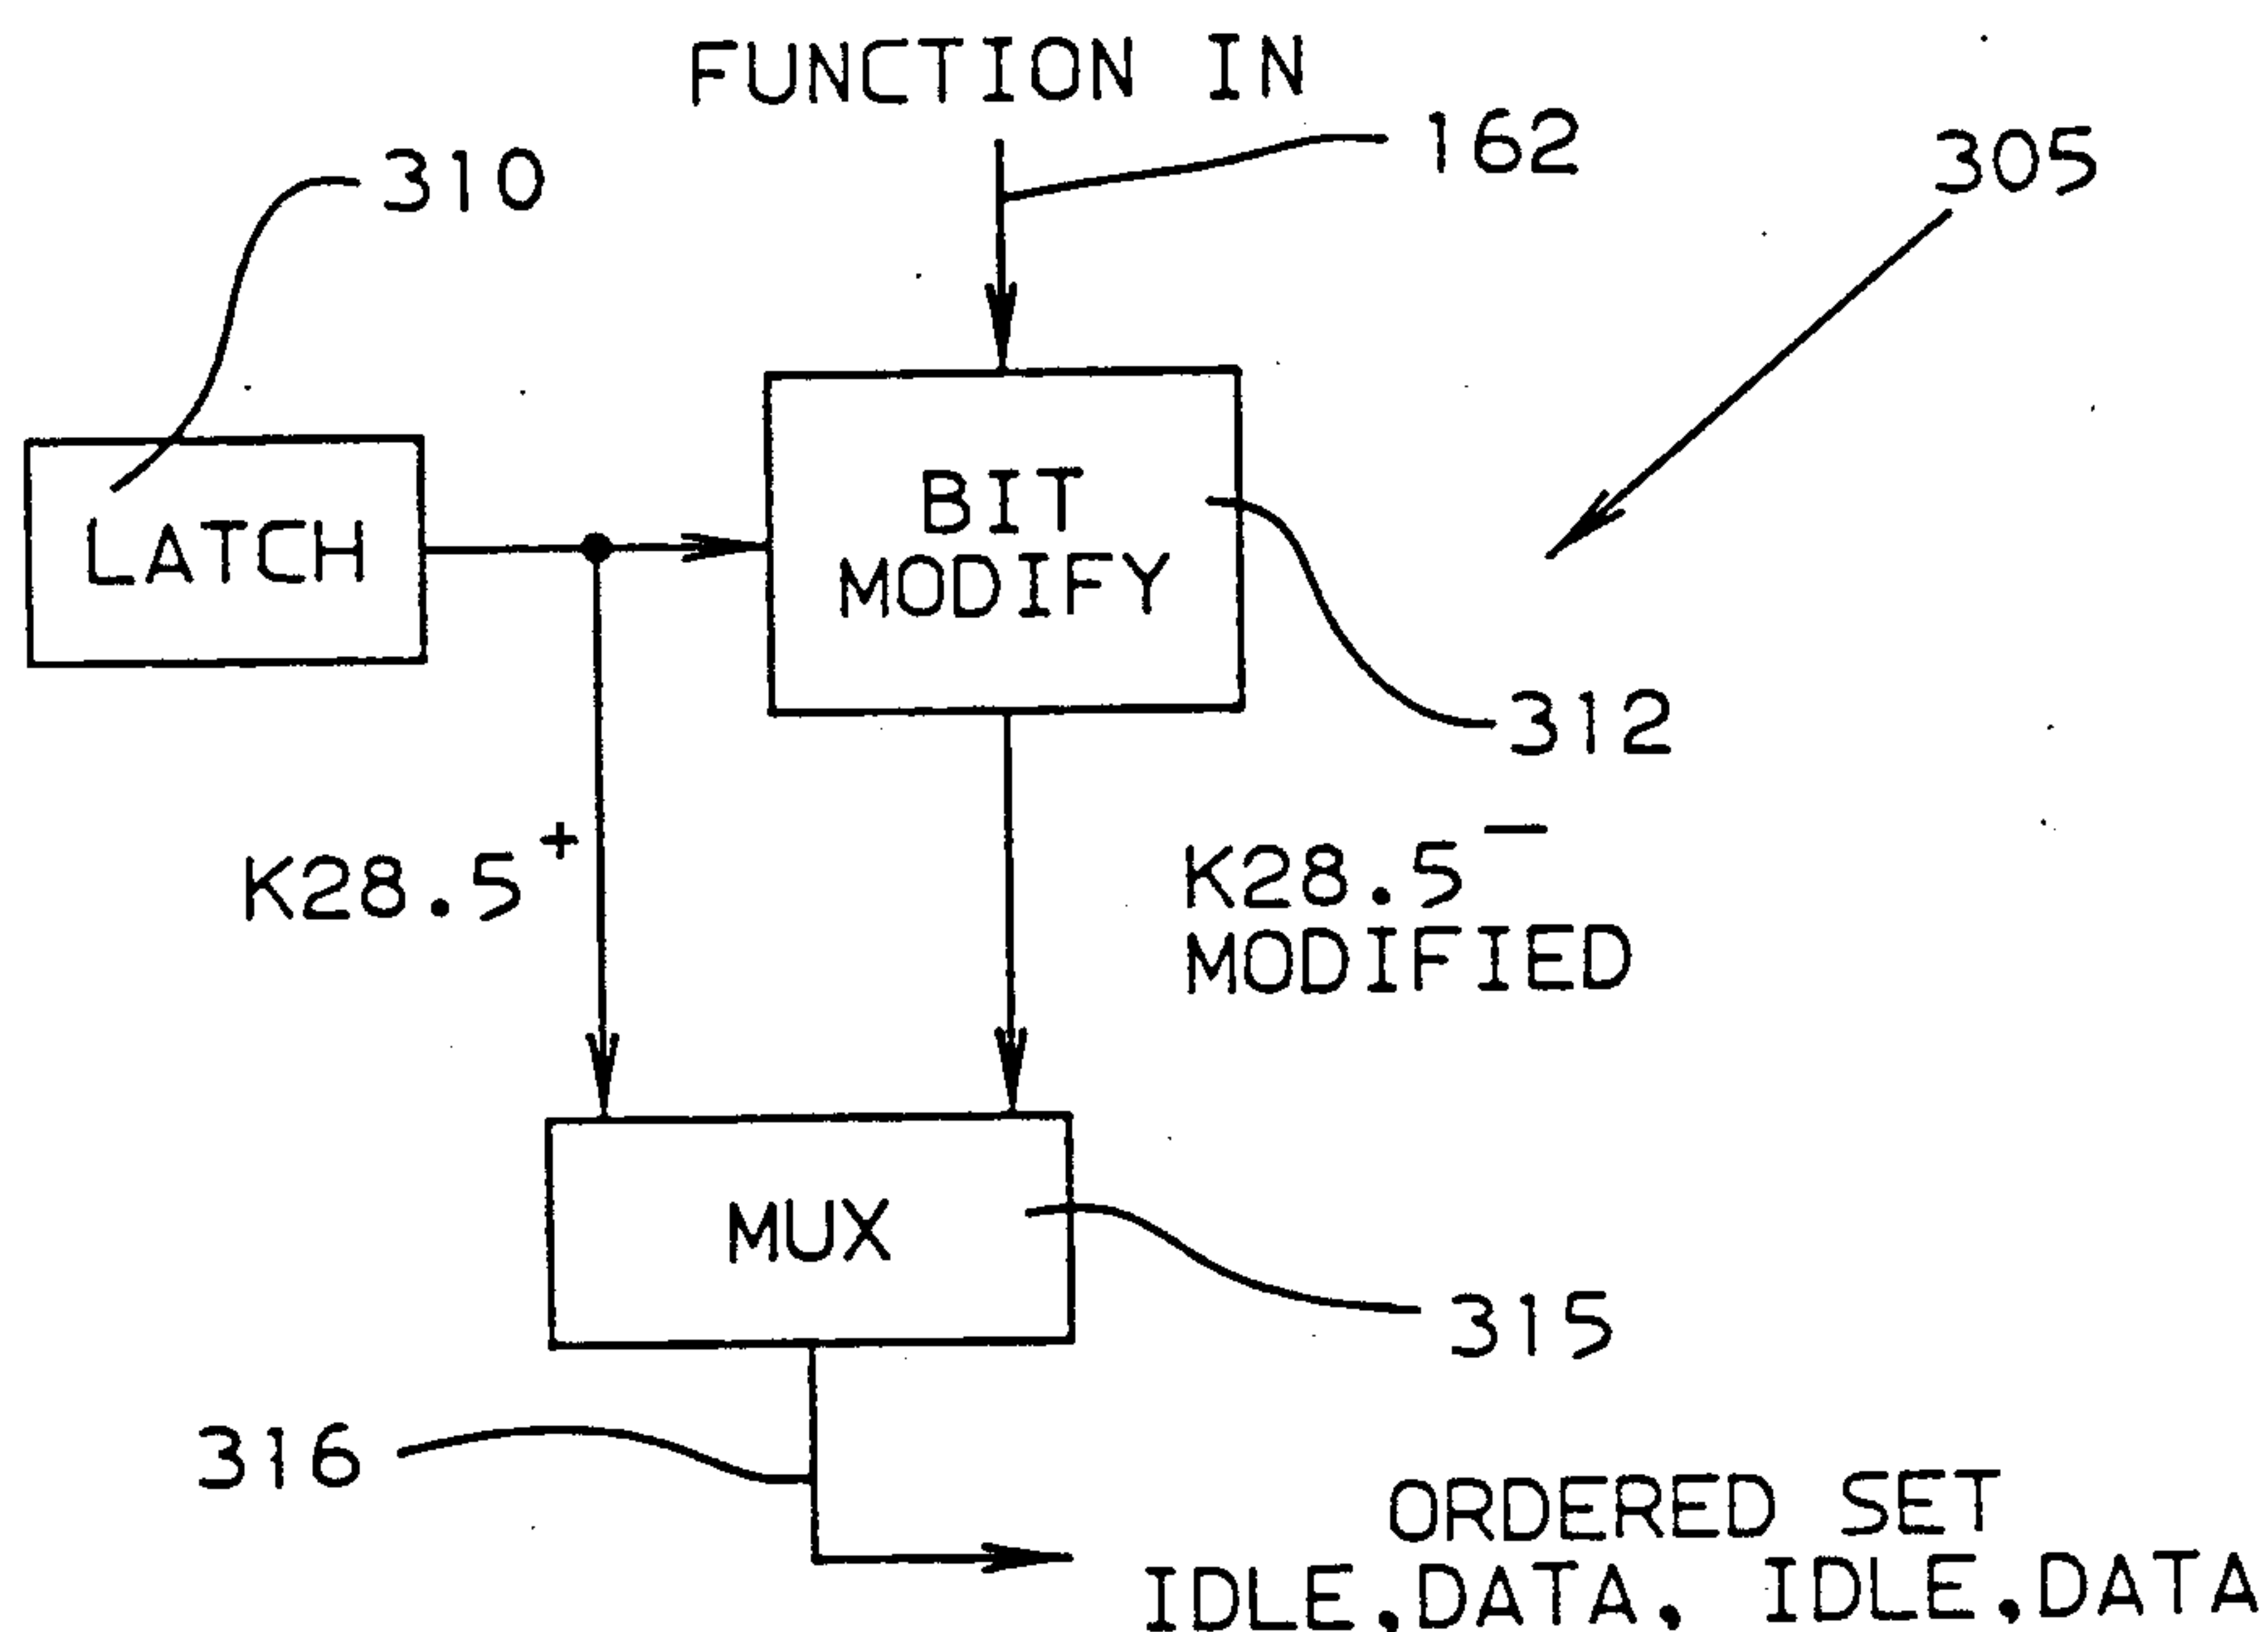 FUNCTION IN
162
305
310
LATCH
BIT
MODIFY
312
K28.5+
K28.5−
MODIFIED
MUX
315
316
ORDERED SET
IDLE,DATA, IDLE,DATA